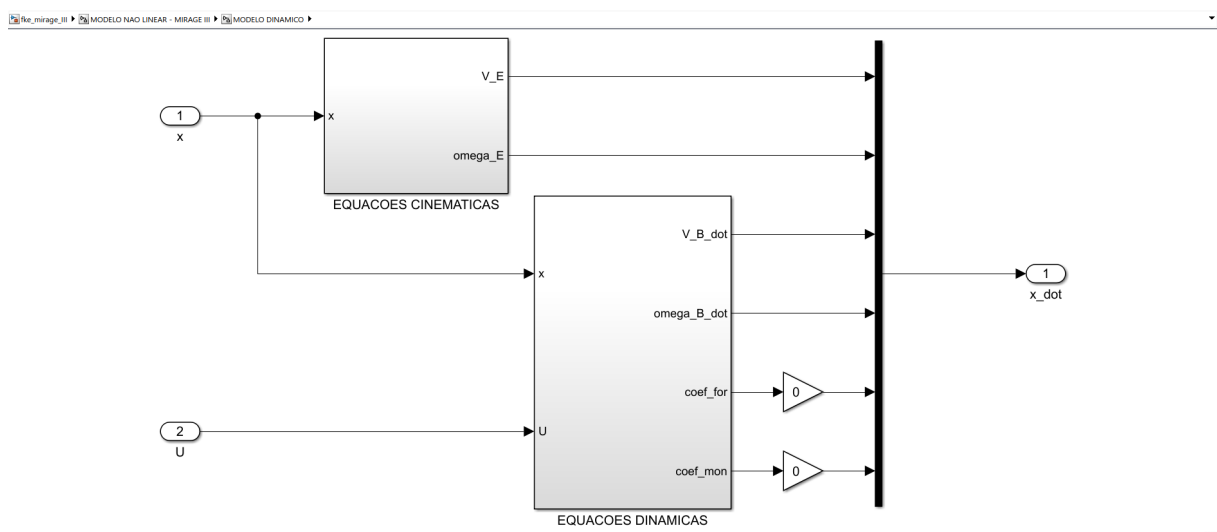 fke_mirage_III MODELO NAO LINEAR - MIRAGE III MODELO DINAMICO
V_E
1
x
x
omega_E
EQUACOES CINEMATICAS
V_B_dot
x
1
x_dot
omega_B_dot
coef_for
0
2
U
U
coef_mon
0
EQUACOES DINAMICAS